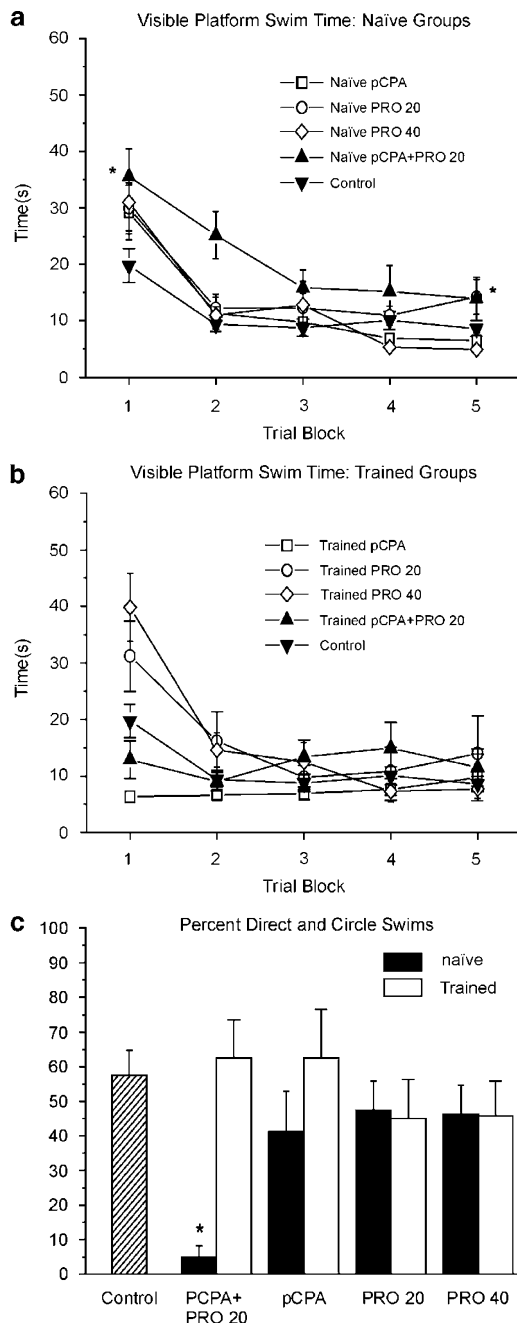 a
Visible Platform Swim Time: Naïve Groups
60
50
40
30
20
10
0
Time(s)
Naïve pCPA
Naïve PRO 20
Naïve PRO 40
Naïve pCPA+PRO 20
Control
*
*
1 2 3 4 5
Trial Block
b
Visible Platform Swim Time: Trained Groups
60
50
40
30
20
10
0
Time(s)
Trained pCPA
Trained PRO 20
Trained PRO 40
Trained pCPA+PRO 20
Control
1 2 3 4 5
Trial Block
c
Percent Direct and Circle Swims
100
90
80
70
60
50
40
30
20
10
0
naïve
Trained
*
Control PCPA+ pCPA PRO 20 PRO 40
PRO 20